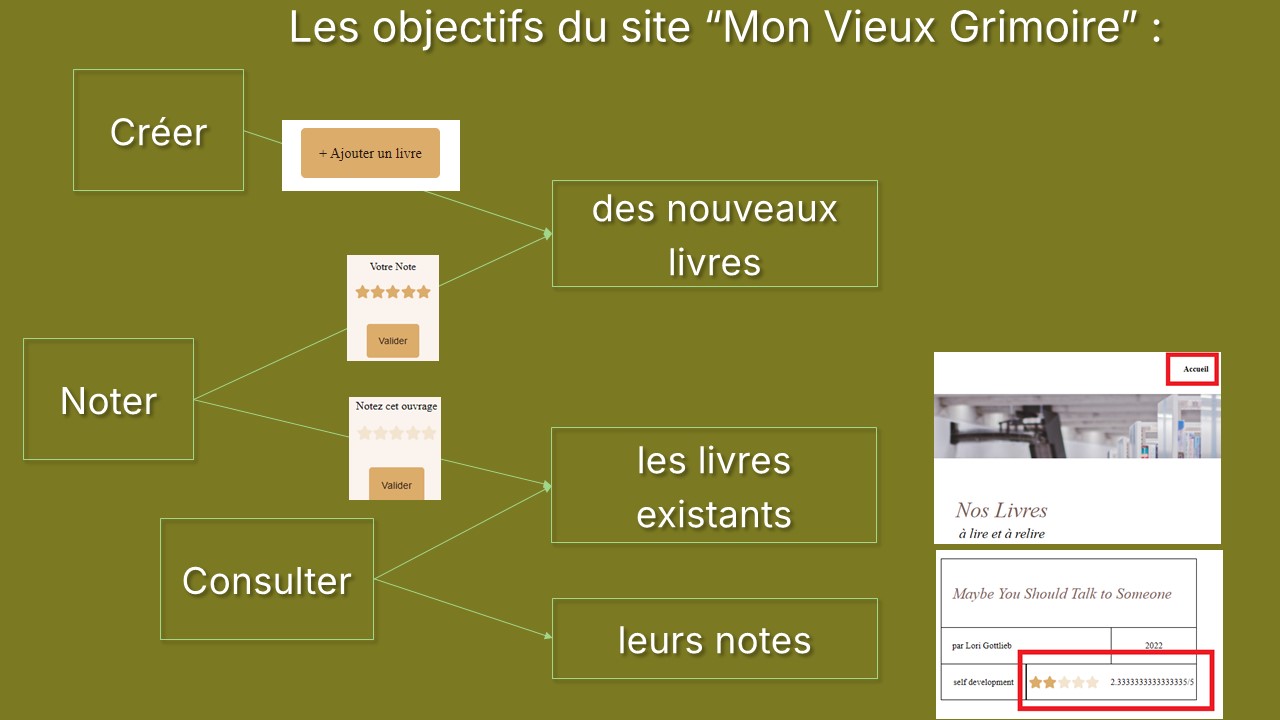 Les objectifs du site “Mon Vieux Grimoire” :
Créer
+ Ajouter un livre
des nouveaux
livres
Votre Note
Valider
Noter
Notez cet ouvrage
Valider
les livres
existants
Consulter
leurs notes
Accueil
Nos Livres
à lire et à relire
Maybe You Should Talk to Someone
par Lori Gottlieb
2022
self development
2.3333333333333335/5